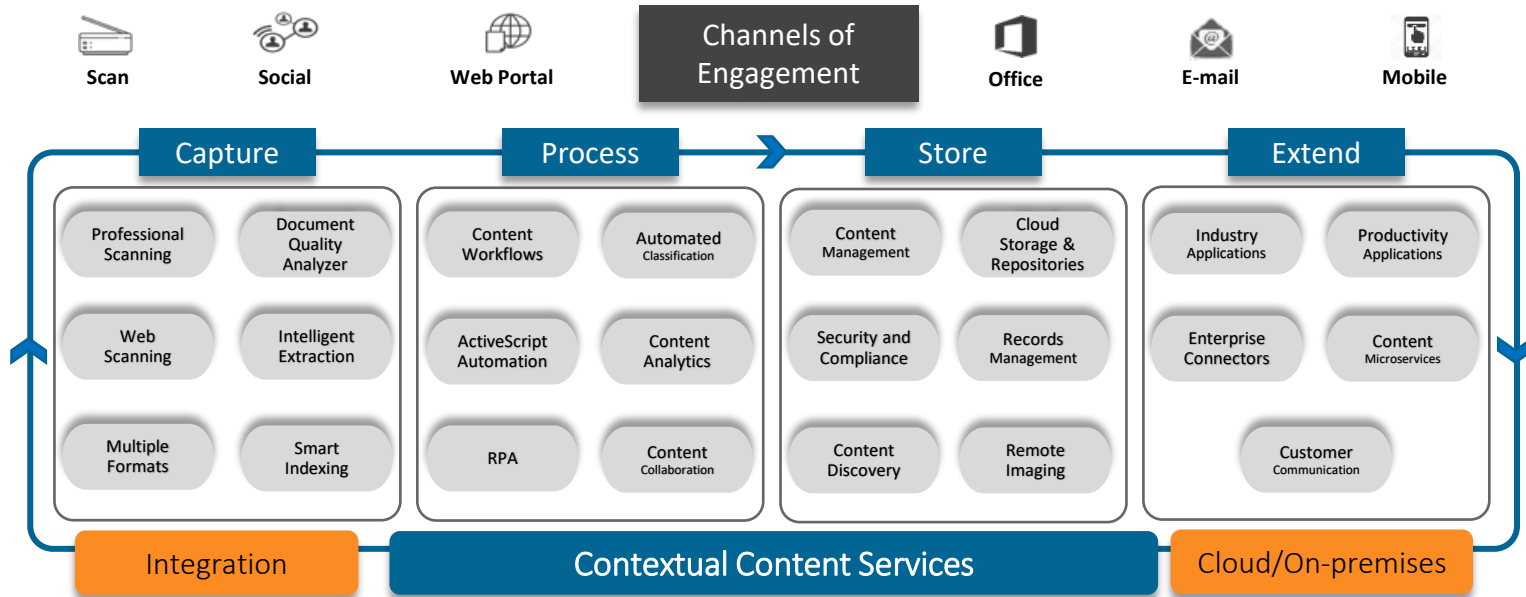 Channels of
Engagement
Scan
Social
Web Portal
Office
E-mail
Mobile
Capture
Process
Store
Extend
Professional
Scanning
Document
Quality
Analyzer
Web
Scanning
Intelligent
Extraction
Multiple
Formats
Smart
Indexing
Content
Workflows
Automated
Classification
ActiveScript
Automation
Content
Analytics
RPA
Content
Collaboration
Content
Management
Cloud
Storage &
Repositories
Security and
Compliance
Records
Management
Content
Discovery
Remote
Imaging
Industry
Applications
Productivity
Applications
Enterprise
Connectors
Content
Microservices
Customer
Communication
Integration
Contextual Content Services
Cloud/On-premises